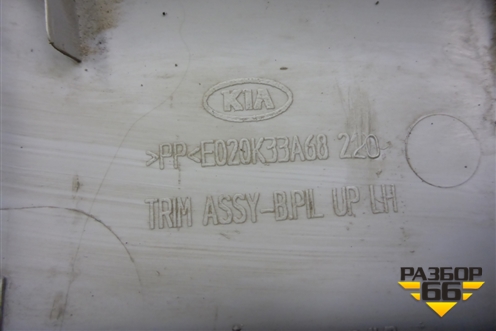 KIA
>PP<E020K33A68 220
TRIM ASSY-B.PIL UP LH
РАЗБОР
66